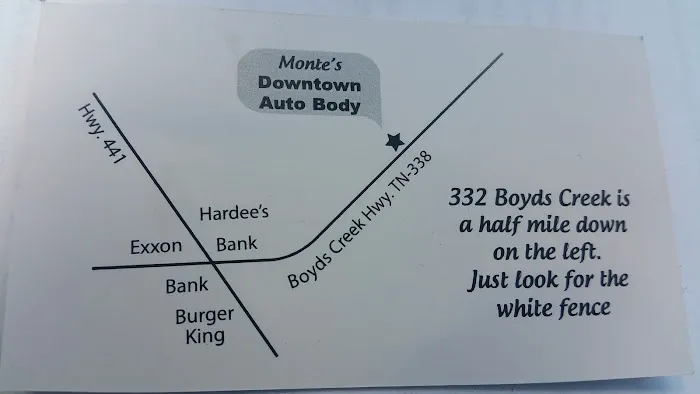 Monte's
Downtown
Auto Body
Hwy. 441
Hardee's
Exxon
Bank
Boyds Creek Hwy. TN-338
Bank
Burger
King
332 Boyds Creek is
a half mile down
on the left.
Just look for the
white fence